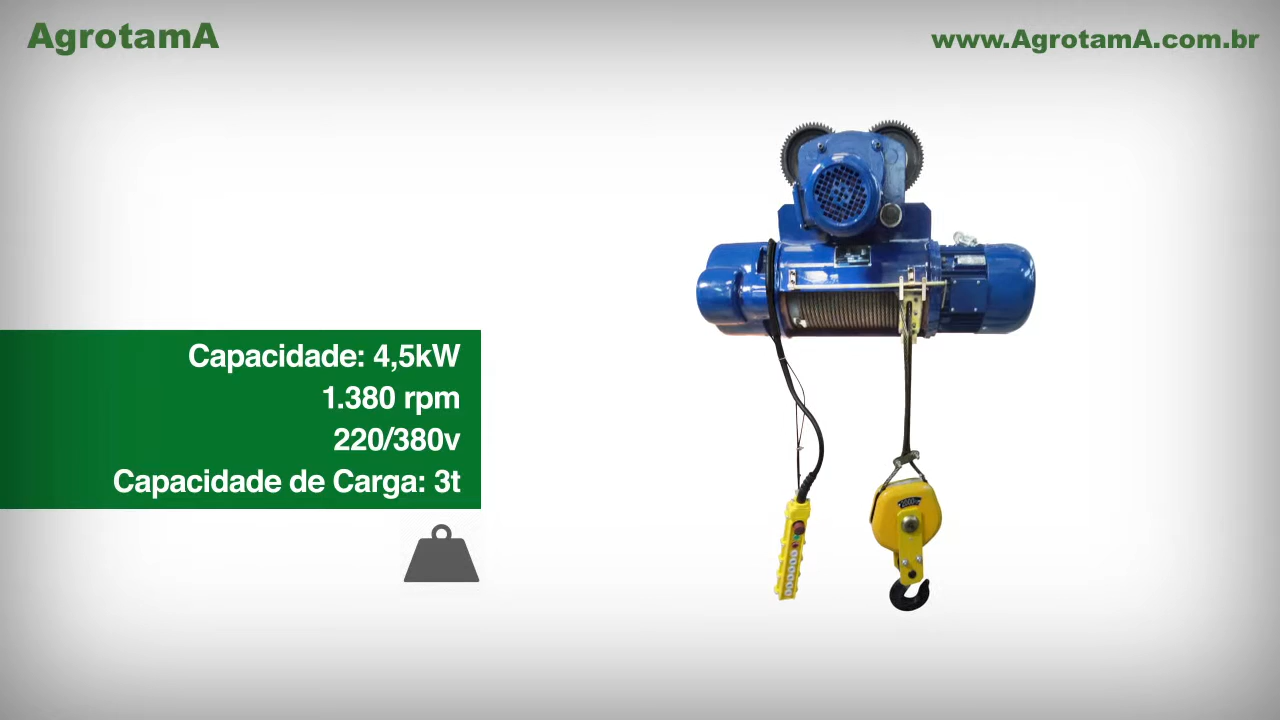 AgrotamA
www.AgrotamA.com.br
Capacidade: 4,5kW
1.380 rpm
220/380v
Capacidade de Carga: 3t